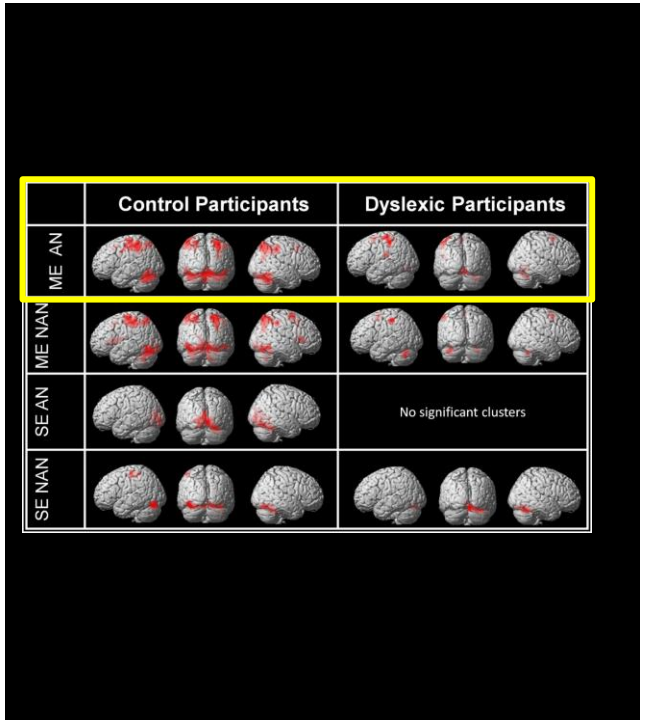 Control Participants Dyslexic Participants
ME AN
ME NAN
SE AN No significant clusters
SE NAN